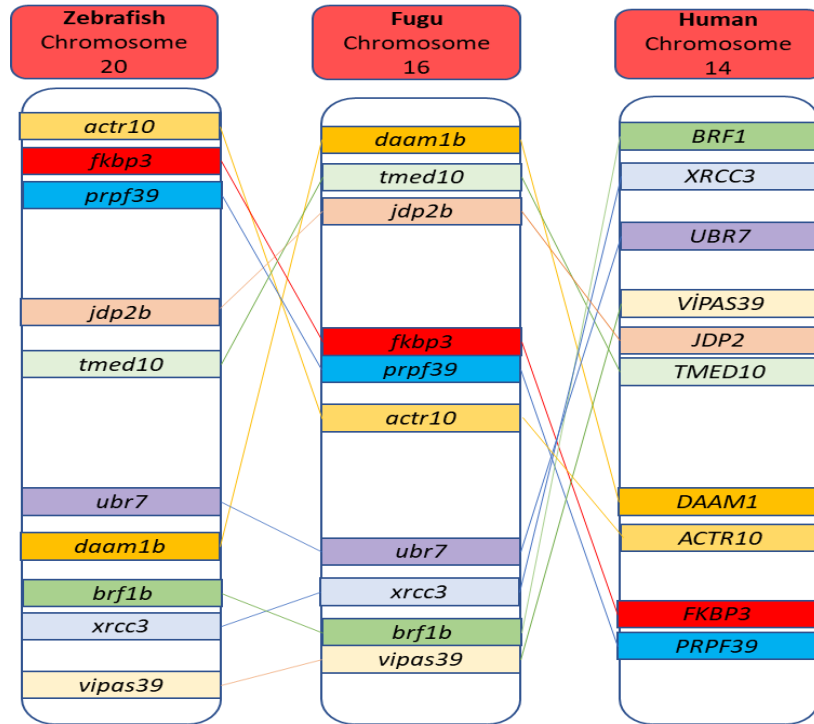 Zebrafish
Chromosome
20
actr10
fkbp3
prpf39
jdp2b
tmed10
ubr7
daam1b
brf1b
xrcc3
vipas39
Fugu
Chromosome
16
daam1b
tmed10
jdp2b
fkbp3
prpf39
actr10
ubr7
xrcc3
brf1b
vipas39
Human
Chromosome
14
BRF1
XRCC3
UBR7
VİPAS39
JDP2
TMED10
DAAM1
ACTR10
FKBP3
PRPF39